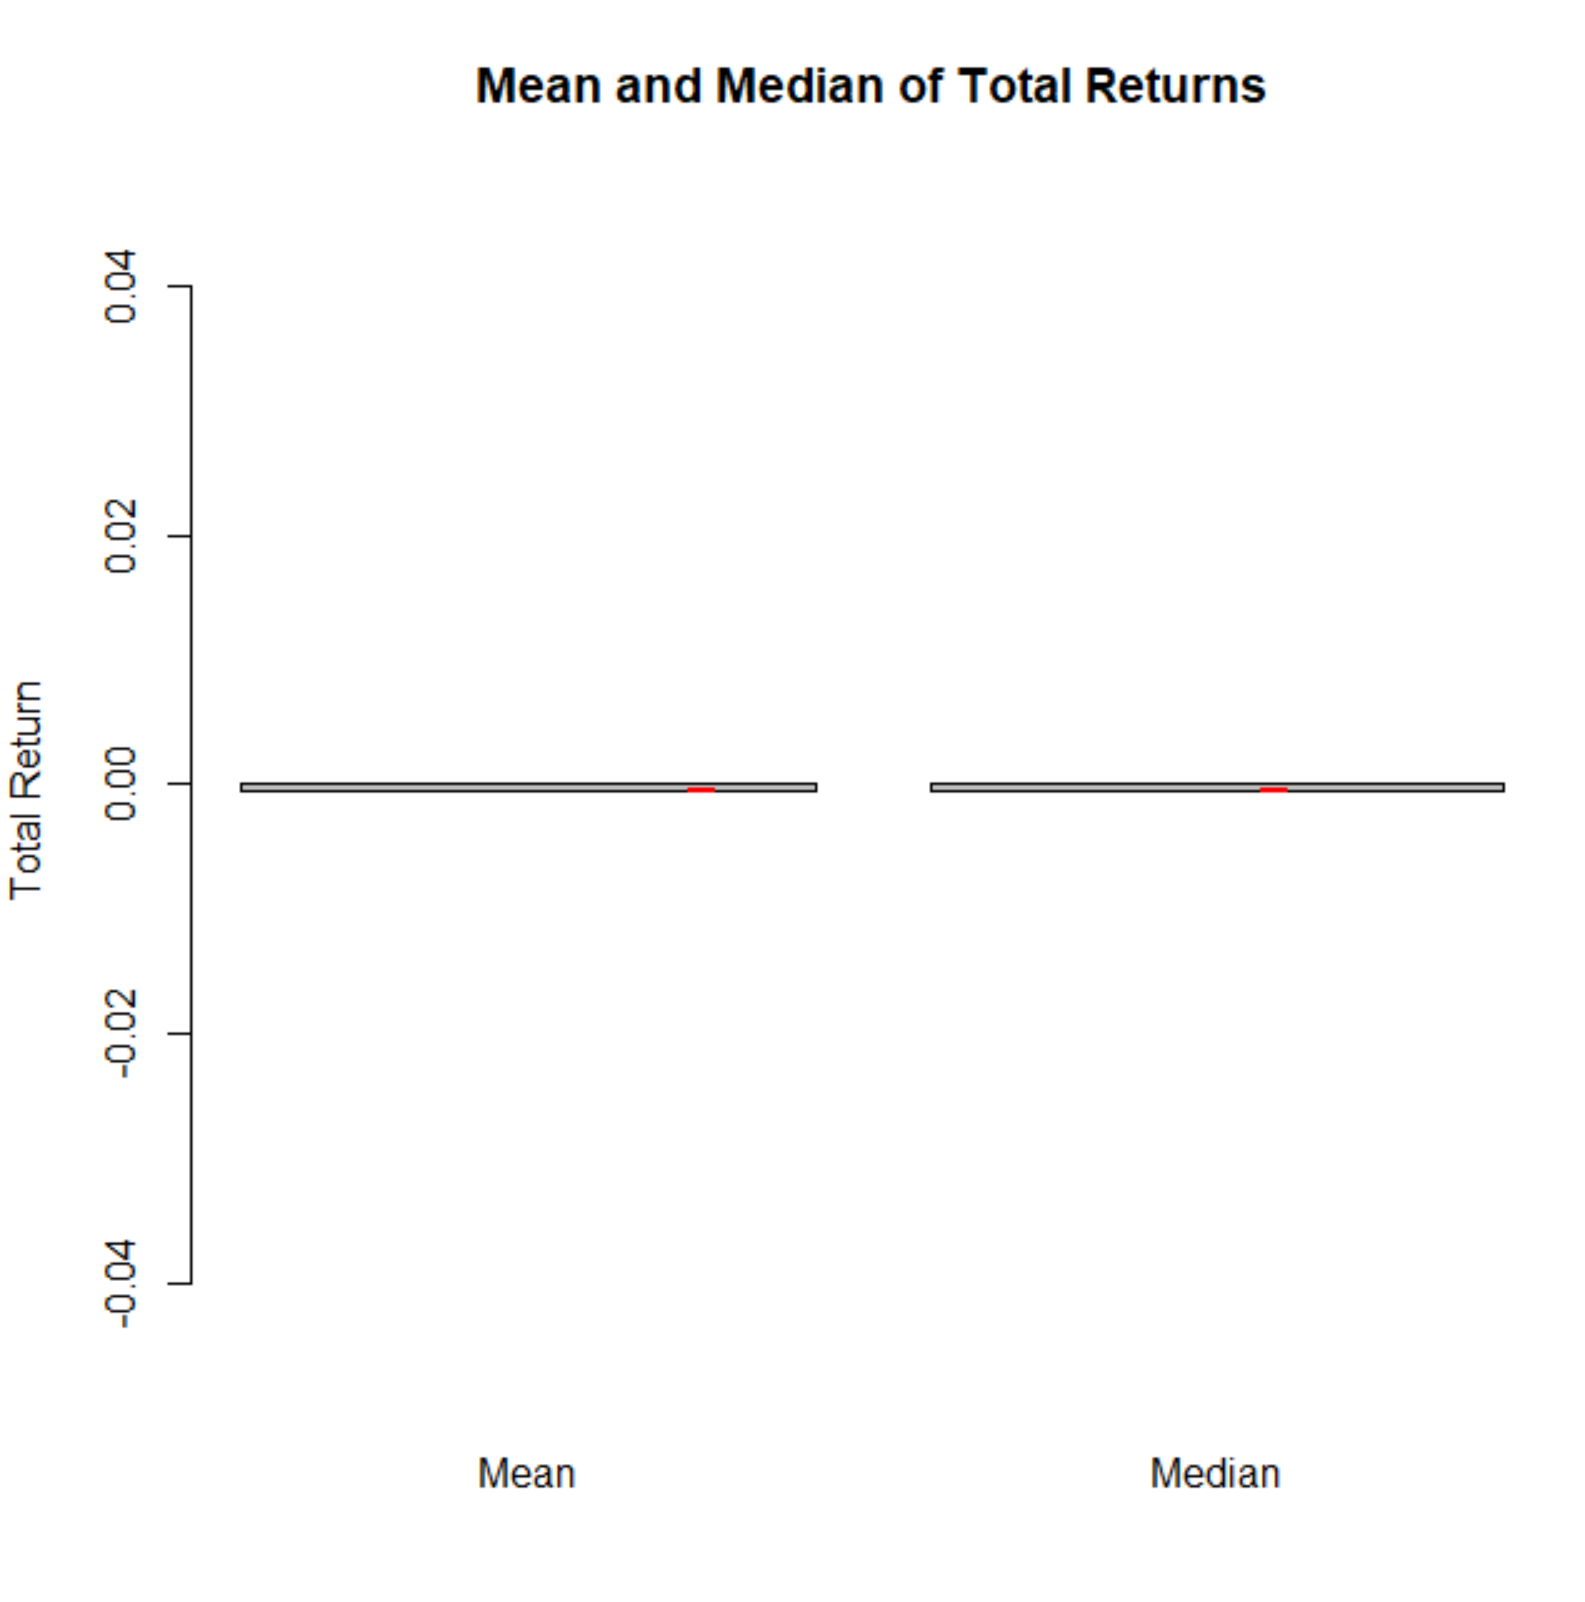 Mean and Median of Total Returns
Total Return
0.04
0.02
0.00
-0.02
-0.04
Mean
Median